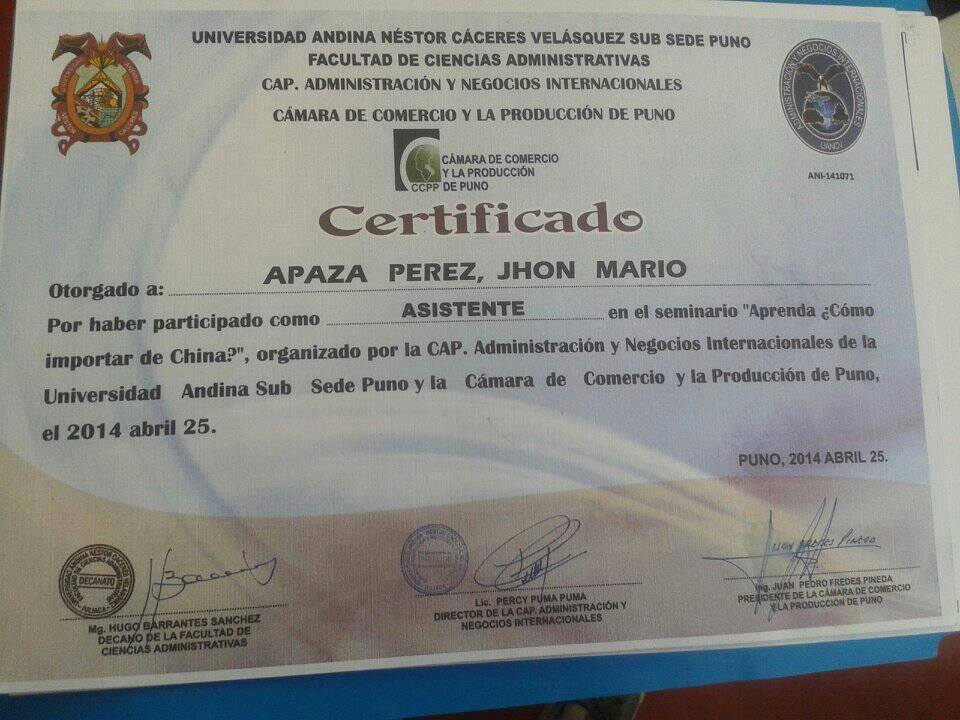 UNIVERSIDAD ANDINA NÉSTOR CÁCERES VELÁSQUEZ SUB SEDE PUNO
FACULTAD DE CIENCIAS ADMINISTRATIVAS
CAP. ADMINISTRACIÓN Y NEGOCIOS INTERNACIONALES
CÁMARA DE COMERCIO Y LA PRODUCCIÓN DE PUNO
ADMINISTRACIÓN Y NEGOCIOS INTERNACIONALES
UANCV
ANI-141071
CÁMARA DE COMERCIO
Y LA PRODUCCIÓN
CCPP DE PUNO
Certificado
Otorgado a: APAZA PEREZ, JHON MARIO
Por haber participado como ASISTENTE en el seminario "Aprenda ¿Cómo
importar de China?", organizado por la CAP. Administración y Negocios Internacionales de la
Universidad Andina Sub Sede Puno y la Cámara de Comercio y la Producción de Puno,
el 2014 abril 25.
PUNO, 2014 ABRIL 25.
DECANATO
JULIACA
Mg. HUGO BARRANTES SANCHEZ
DECANO DE LA FACULTAD DE
CIENCIAS ADMINISTRATIVAS
Lic. PERCY PUMA PUMA
DIRECTOR DE LA CAP. ADMINISTRACIÓN Y
NEGOCIOS INTERNACIONALES
Ing. JUAN PEDRO FREDES PINEDA
PRESIDENTE DE LA CÁMARA DE COMERCIO
Y LA PRODUCCIÓN DE PUNO